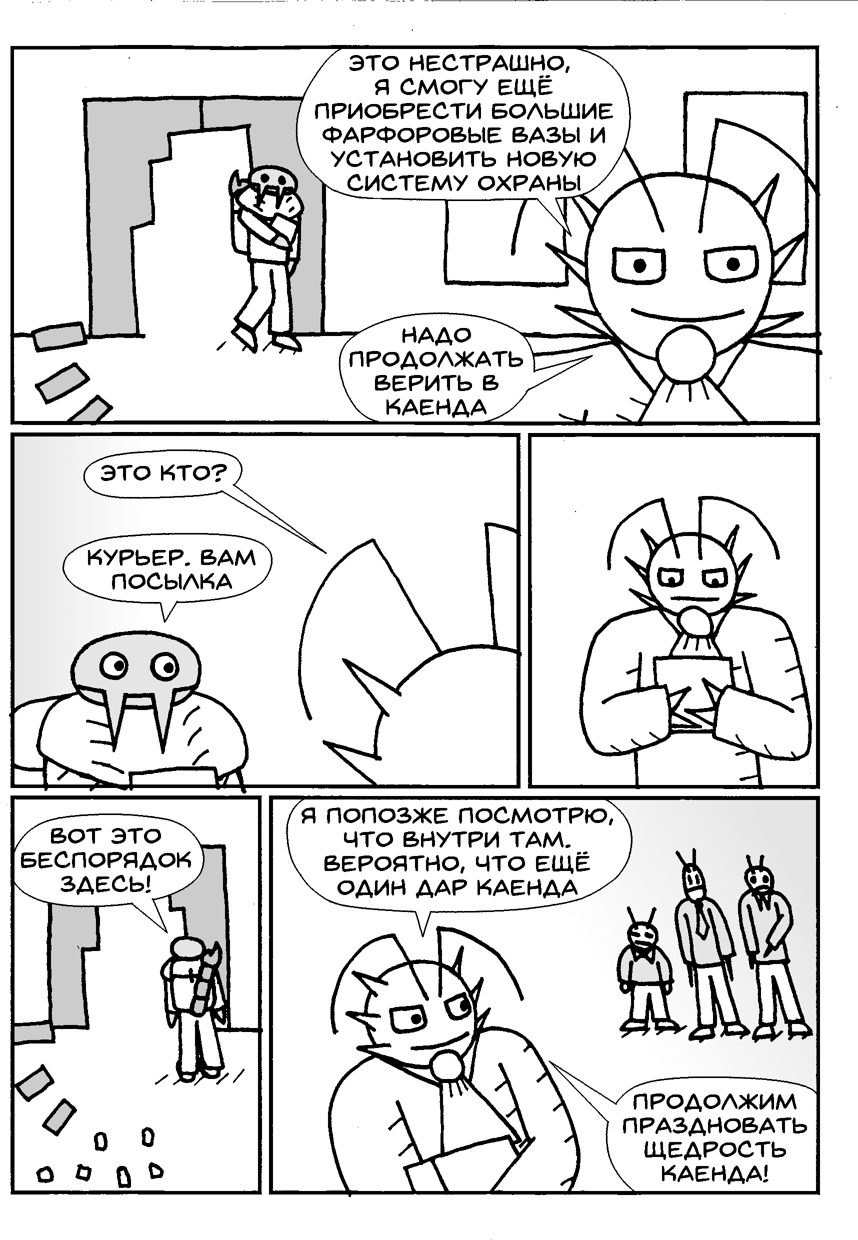 ЭТО НЕСТРАШНО,
Я СМОГУ ЕЩЁ
ПРИОБРЕСТИ БОЛЬШИЕ
ФАРФОРОВЫЕ ВАЗЫ И
УСТАНОВИТЬ НОВУЮ
СИСТЕМУ ОХРАНЫ
НАДО
ПРОДОЛЖАТЬ
ВЕРИТЬ В
КАЕНДА
ЭТО КТО?
КУРЬЕР. ВАМ
ПОСЫЛКА
ВОТ ЭТО
БЕСПОРЯДОК
ЗДЕСЬ!
Я ПОПОЗЖЕ ПОСМОТРЮ,
ЧТО ВНУТРИ ТАМ.
ВЕРОЯТНО, ЧТО ЕЩЁ
ОДИН ДАР КАЕНДА
ПРОДОЛЖИМ
ПРАЗДНОВАТЬ
ЩЕДРОСТЬ
КАЕНДА!